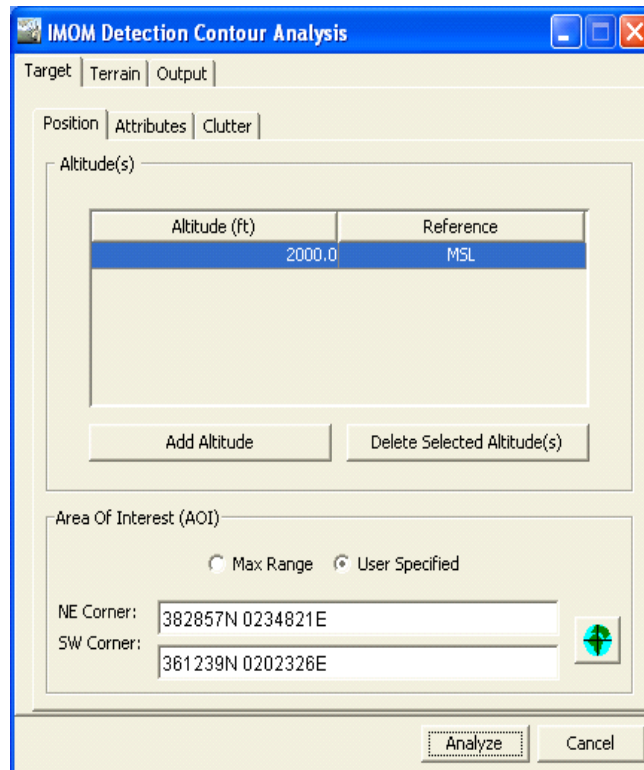 IMOM Detection Contour Analysis
Target Terrain Output
Position Attributes Clutter
Altitude(s)
Altitude (ft) Reference
2000.0 MSL
Add Altitude Delete Selected Altitude(s)
Area Of Interest (AOI)
Max Range User Specified
NE Corner: 382857N 0234821E
SW Corner: 361239N 0202326E
Analyze Cancel